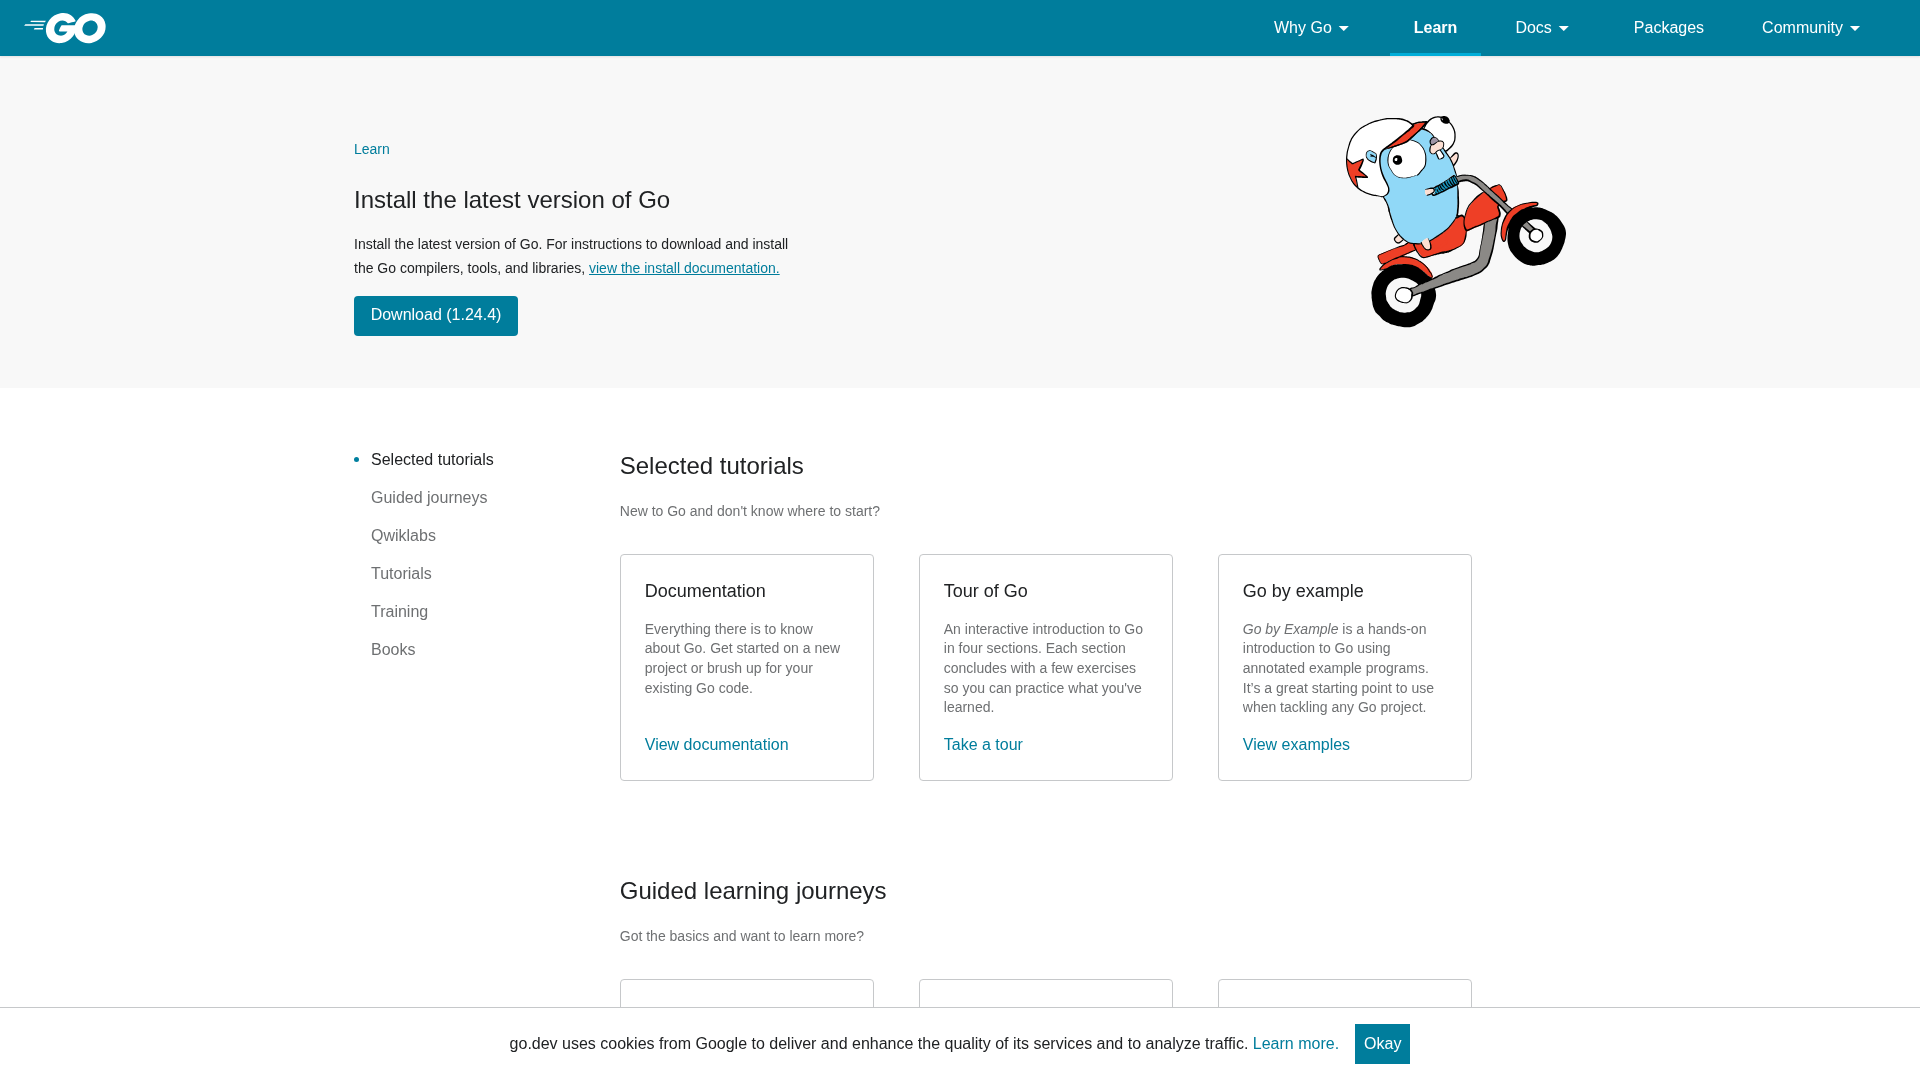 GO
Why Go
Learn
Docs
Packages
Community
Learn
Install the latest version of Go
Install the latest version of Go. For instructions to download and install
the Go compilers, tools, and libraries, view the install documentation.
Download (1.24.4)
Selected tutorials
Guided journeys
Qwiklabs
Tutorials
Training
Books
Selected tutorials
New to Go and don't know where to start?
Documentation
Everything there is to know
about Go. Get started on a new
project or brush up for your
existing Go code.
View documentation
Tour of Go
An interactive introduction to Go
in four sections. Each section
concludes with a few exercises
so you can practice what you've
learned.
Take a tour
Go by example
Go by Example is a hands-on
introduction to Go using
annotated example programs.
It's a great starting point to use
when tackling any Go project.
View examples
Guided learning journeys
Got the basics and want to learn more?
go.dev uses cookies from Google to deliver and enhance the quality of its services and to analyze traffic. Learn more.
Okay